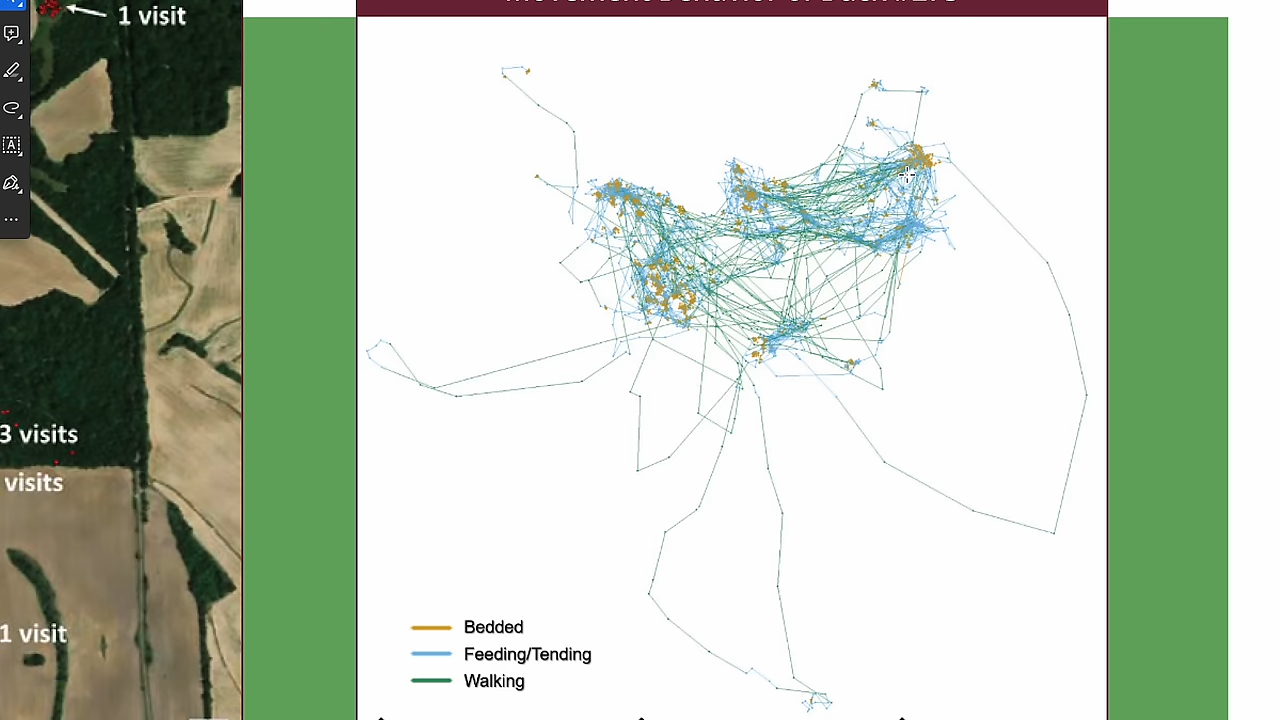 1 visit
3 visits
visits
1 visit
Bedded
Feeding/Tending
Walking